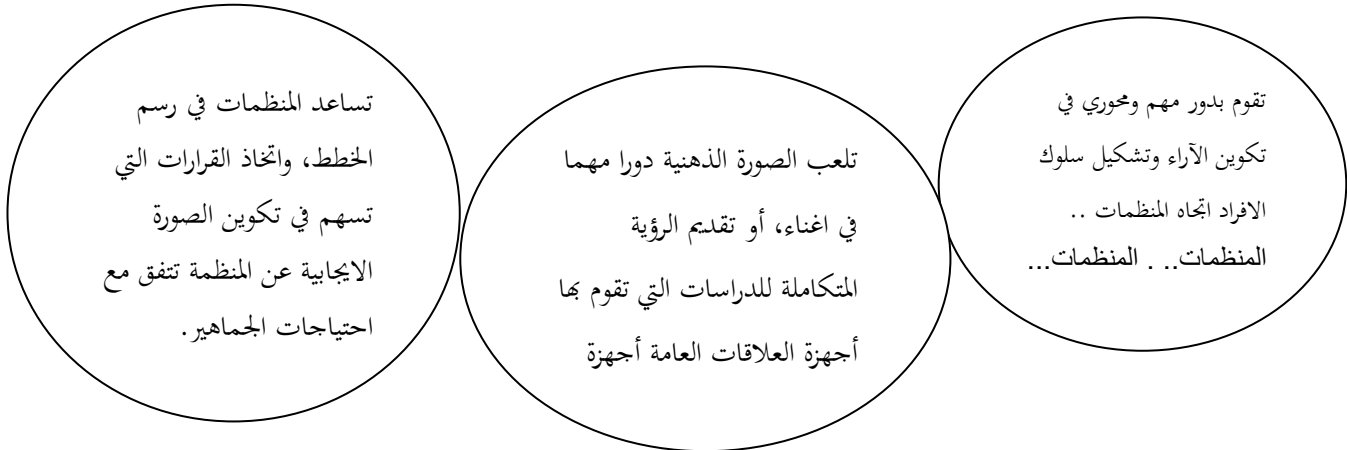 تقوم بدور مهم ومحوري في
تكوين الآراء وتشكيل سلوك
الافراد اتجاه المنظمات ..
المنظمات.. . المنظمات...
تلعب الصورة الذهنية دورا مهما
في اغناء، أو تقديم الرؤية
المتكاملة للدراسات التي تقوم بها
أجهزة العلاقات العامة أجهزة
تساعد المنظمات في رسم
الخطط، واتخاذ القرارات التي
تسهم في تكوين الصورة
الايجابية عن المنظمة تتفق مع
احتياجات الجماهير.